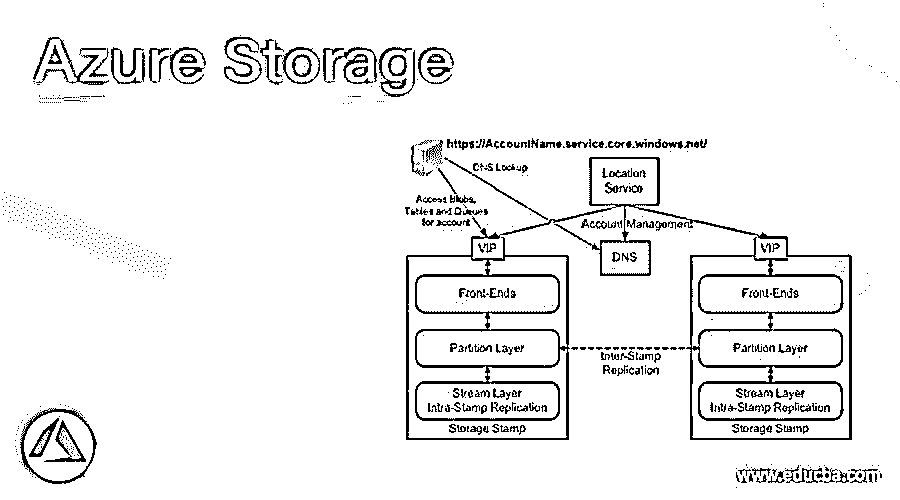 Azure Storage
https://AccountName.service.core.windows.net/
DNS Lookup
Location
Service
Access Blobs,
Tables and Queues
for account
Account Management
VIP
DNS
VIP
Front-Ends
Partition Layer
Stream Layer
Intra-Stamp Replication
Storage Stamp
Inter-Stamp
Replication
Front-Ends
Partition Layer
Stream Layer
Intra-Stamp Replication
Storage Stamp
www.educba.com